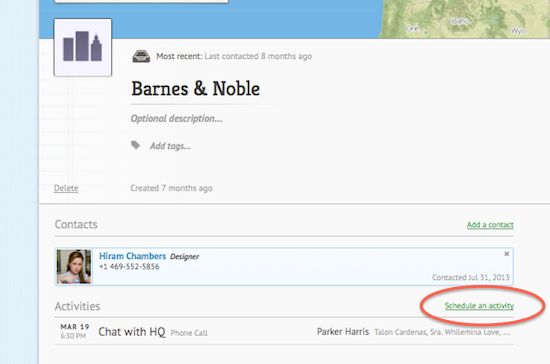 Ore.
Idaho
Wyo.
Most recent: Last contacted 8 months ago
Barnes & Noble
Optional description...
Add tags...
Delete
Created 7 months ago
Contacts
Add a contact
Hiram Chambers Designer ×
+1 469-552-5856
Contacted Jul 31, 2013
Activities
Schedule an activity
MAR 19
6:30 PM
Chat with HQ Phone Call
Parker Harris Talon Cardenas, Sra. Whilemina Love, ...